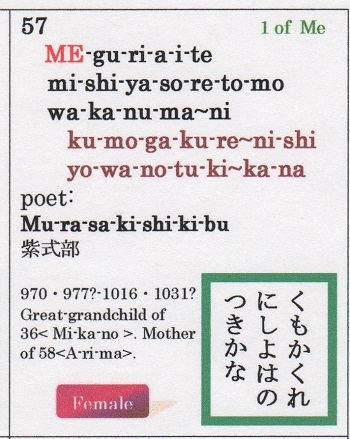 57
1 of Me
ME-gu-ri-a-i-te
mi-shi-ya-so-re-to-mo
wa-ka-nu-ma~ni
ku-mo-ga-ku-re~ni-shi
yo-wa-no-tu-ki~ka-na
poet:
Mu-ra-sa-ki-shi-ki-bu
紫式部
970・977?-1016・1031?
Great-grandchild of
36< Mi-ka-no >. Mother
of 58<A-ri-ma>.
Female
くもかくれ
にしよはの
つきかな